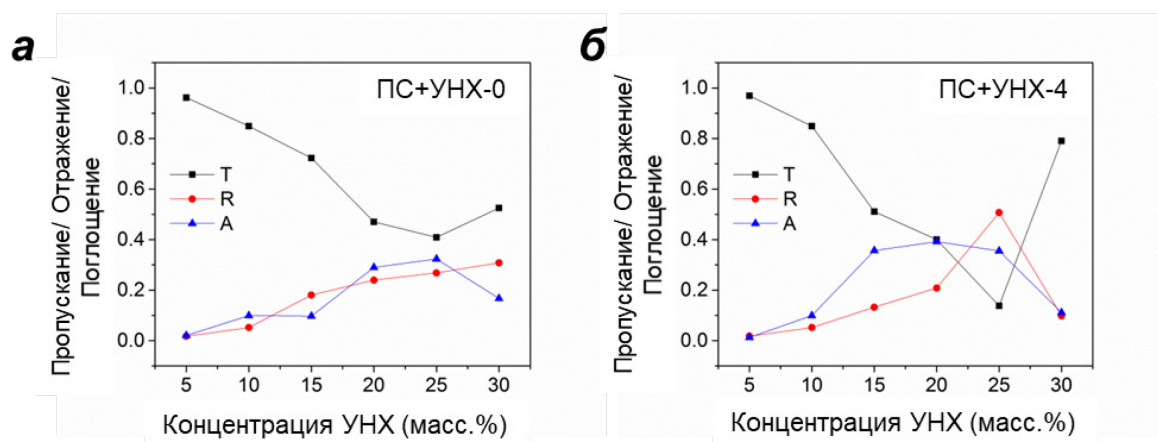 а
Пропускание/ Отражение/
Поглощение
1.0
0.8
0.6
0.4
0.2
0.0
ПС+УНХ-0
T
R
A
5 10 15 20 25 30
Концентрация УНХ (масс.%)
б
Пропускание/ Отражение/
Поглощение
1.0
0.8
0.6
0.4
0.2
0.0
ПС+УНХ-4
T
R
A
5 10 15 20 25 30
Концентрация УНХ (масс.%)